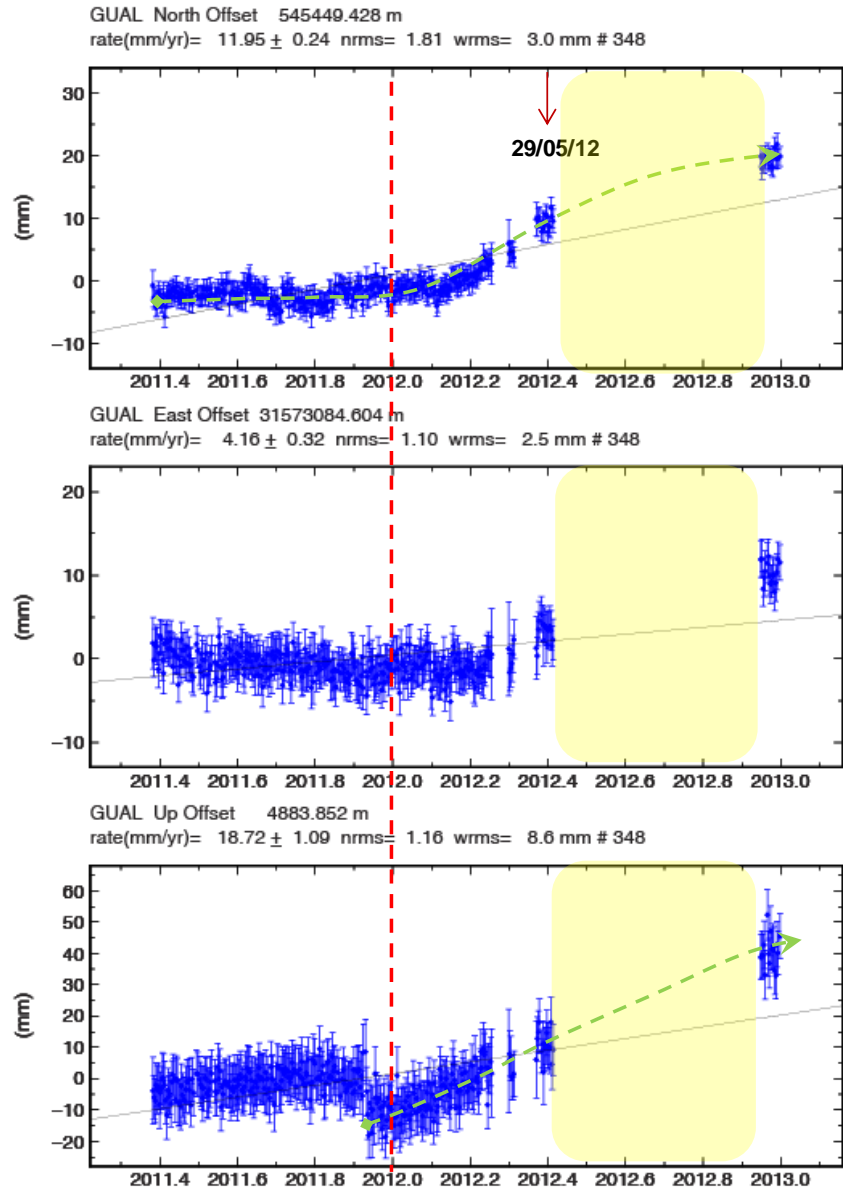 GUAL North Offset 545449.428 m
rate(mm/yr)= 11.95 ± 0.24 nrms= 1.81 wrms= 3.0 mm # 348
30
20
10
0
−10
(mm)
29/05/12
2011.4 2011.6 2011.8 2012.0 2012.2 2012.4 2012.6 2012.8 2013.0
GUAL East Offset 31573084.604 m
rate(mm/yr)= 4.16 ± 0.32 nrms= 1.10 wrms= 2.5 mm # 348
20
10
0
−10
(mm)
2011.4 2011.6 2011.8 2012.0 2012.2 2012.4 2012.6 2012.8 2013.0
GUAL Up Offset 4883.852 m
rate(mm/yr)= 18.72 ± 1.09 nrms= 1.16 wrms= 8.6 mm # 348
60
50
40
30
20
10
0
−10
−20
(mm)
2011.4 2011.6 2011.8 2012.0 2012.2 2012.4 2012.6 2012.8 2013.0